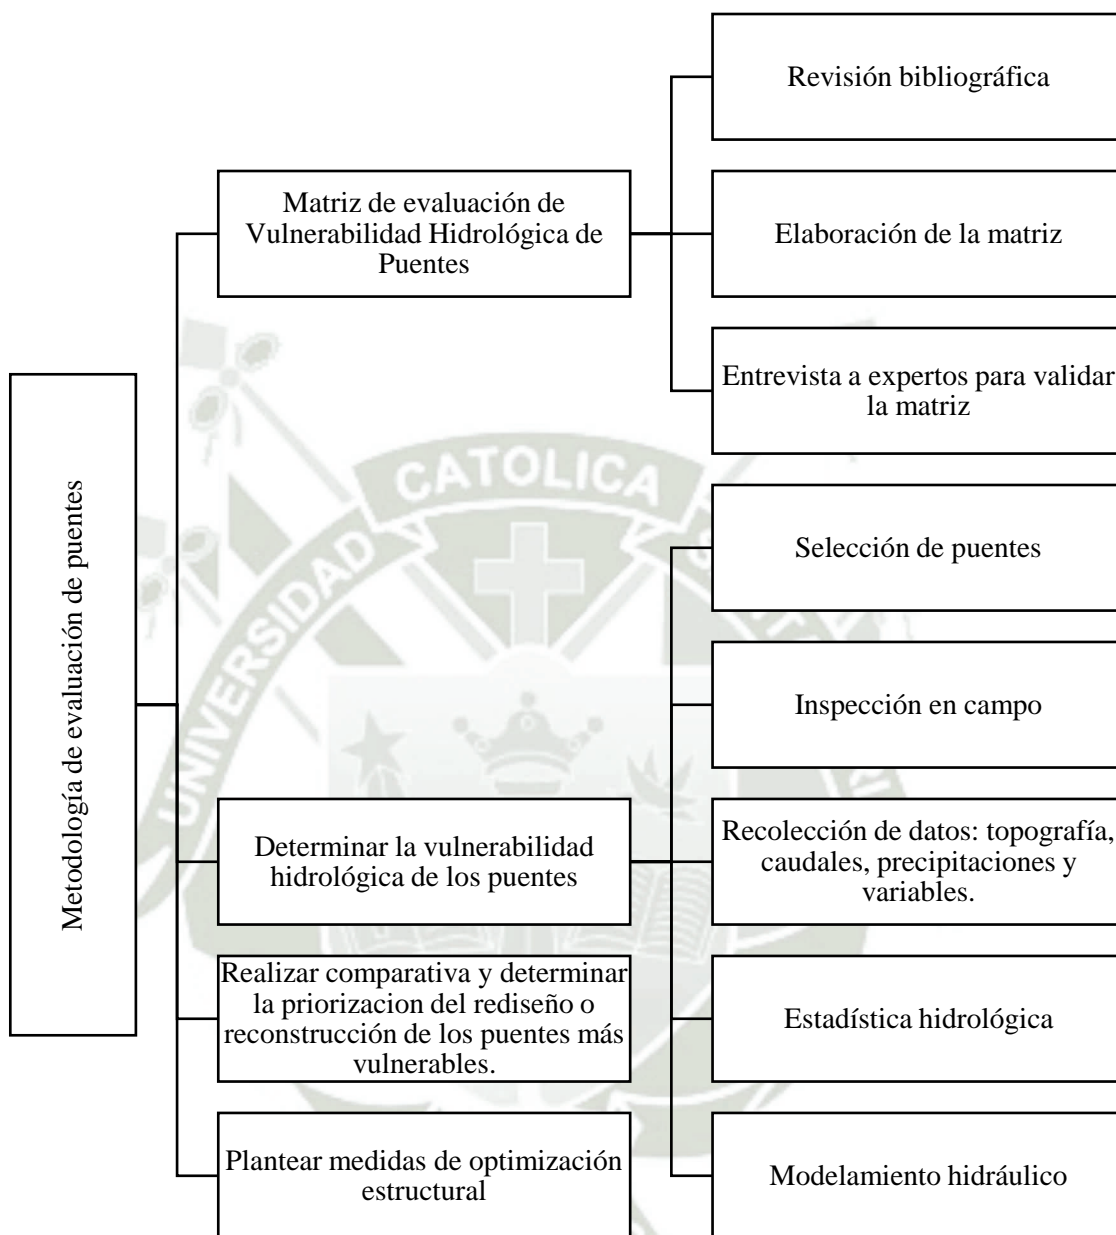 Metodología de evaluación de puentes
Matriz de evaluación de
Vulnerabilidad Hidrológica de
Puentes
Revisión bibliográfica
Elaboración de la matriz
Entrevista a expertos para validar
la matriz
Determinar la vulnerabilidad
hidrológica de los puentes
Selección de puentes
Inspección en campo
Recolección de datos: topografía,
caudales, precipitaciones y
variables.
Estadística hidrológica
Modelamiento hidráulico
Realizar comparativa y determinar
la priorizacion del rediseño o
reconstrucción de los puentes más
vulnerables.
Plantear medidas de optimización
estructural
UNIVERSIDAD
CATOLICA